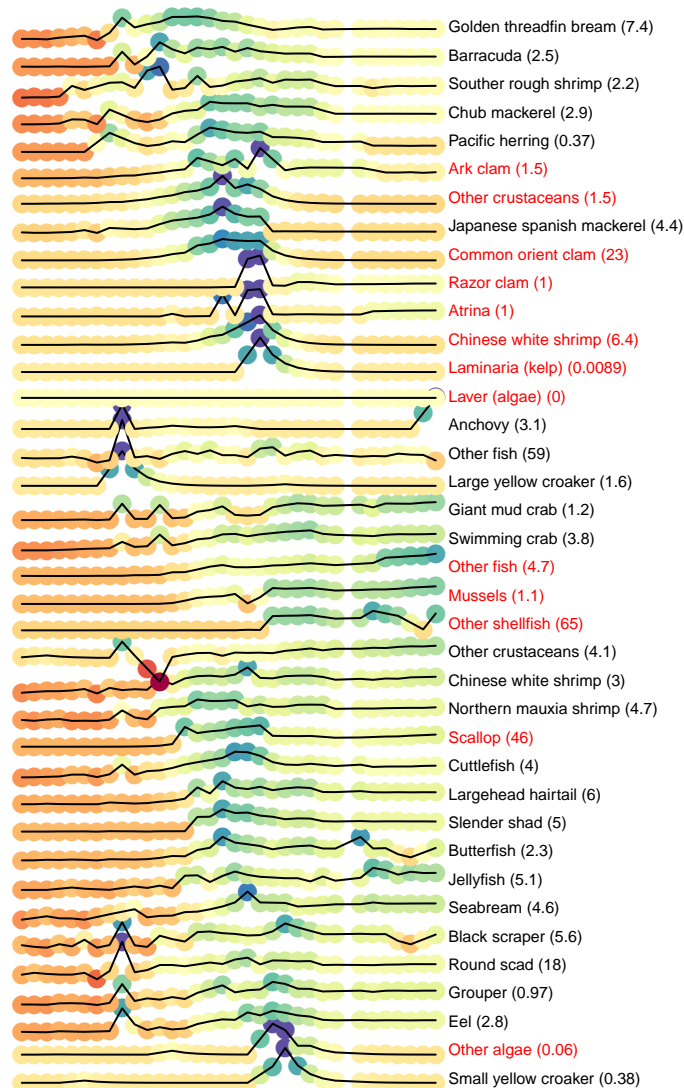 Golden threadfin bream (7.4)
Barracuda (2.5)
Souther rough shrimp (2.2)
Chub mackerel (2.9)
Pacific herring (0.37)
Ark clam (1.5)
Other crustaceans (1.5)
Japanese spanish mackerel (4.4)
Common orient clam (23)
Razor clam (1)
Atrina (1)
Chinese white shrimp (6.4)
Laminaria (kelp) (0.0089)
Laver (algae) (0)
Anchovy (3.1)
Other fish (59)
Large yellow croaker (1.6)
Giant mud crab (1.2)
Swimming crab (3.8)
Other fish (4.7)
Mussels (1.1)
Other shellfish (65)
Other crustaceans (4.1)
Chinese white shrimp (3)
Northern mauxia shrimp (4.7)
Scallop (46)
Cuttlefish (4)
Largehead hairtail (6)
Slender shad (5)
Butterfish (2.3)
Jellyfish (5.1)
Seabream (4.6)
Black scraper (5.6)
Round scad (18)
Grouper (0.97)
Eel (2.8)
Other algae (0.06)
Small yellow croaker (0.38)